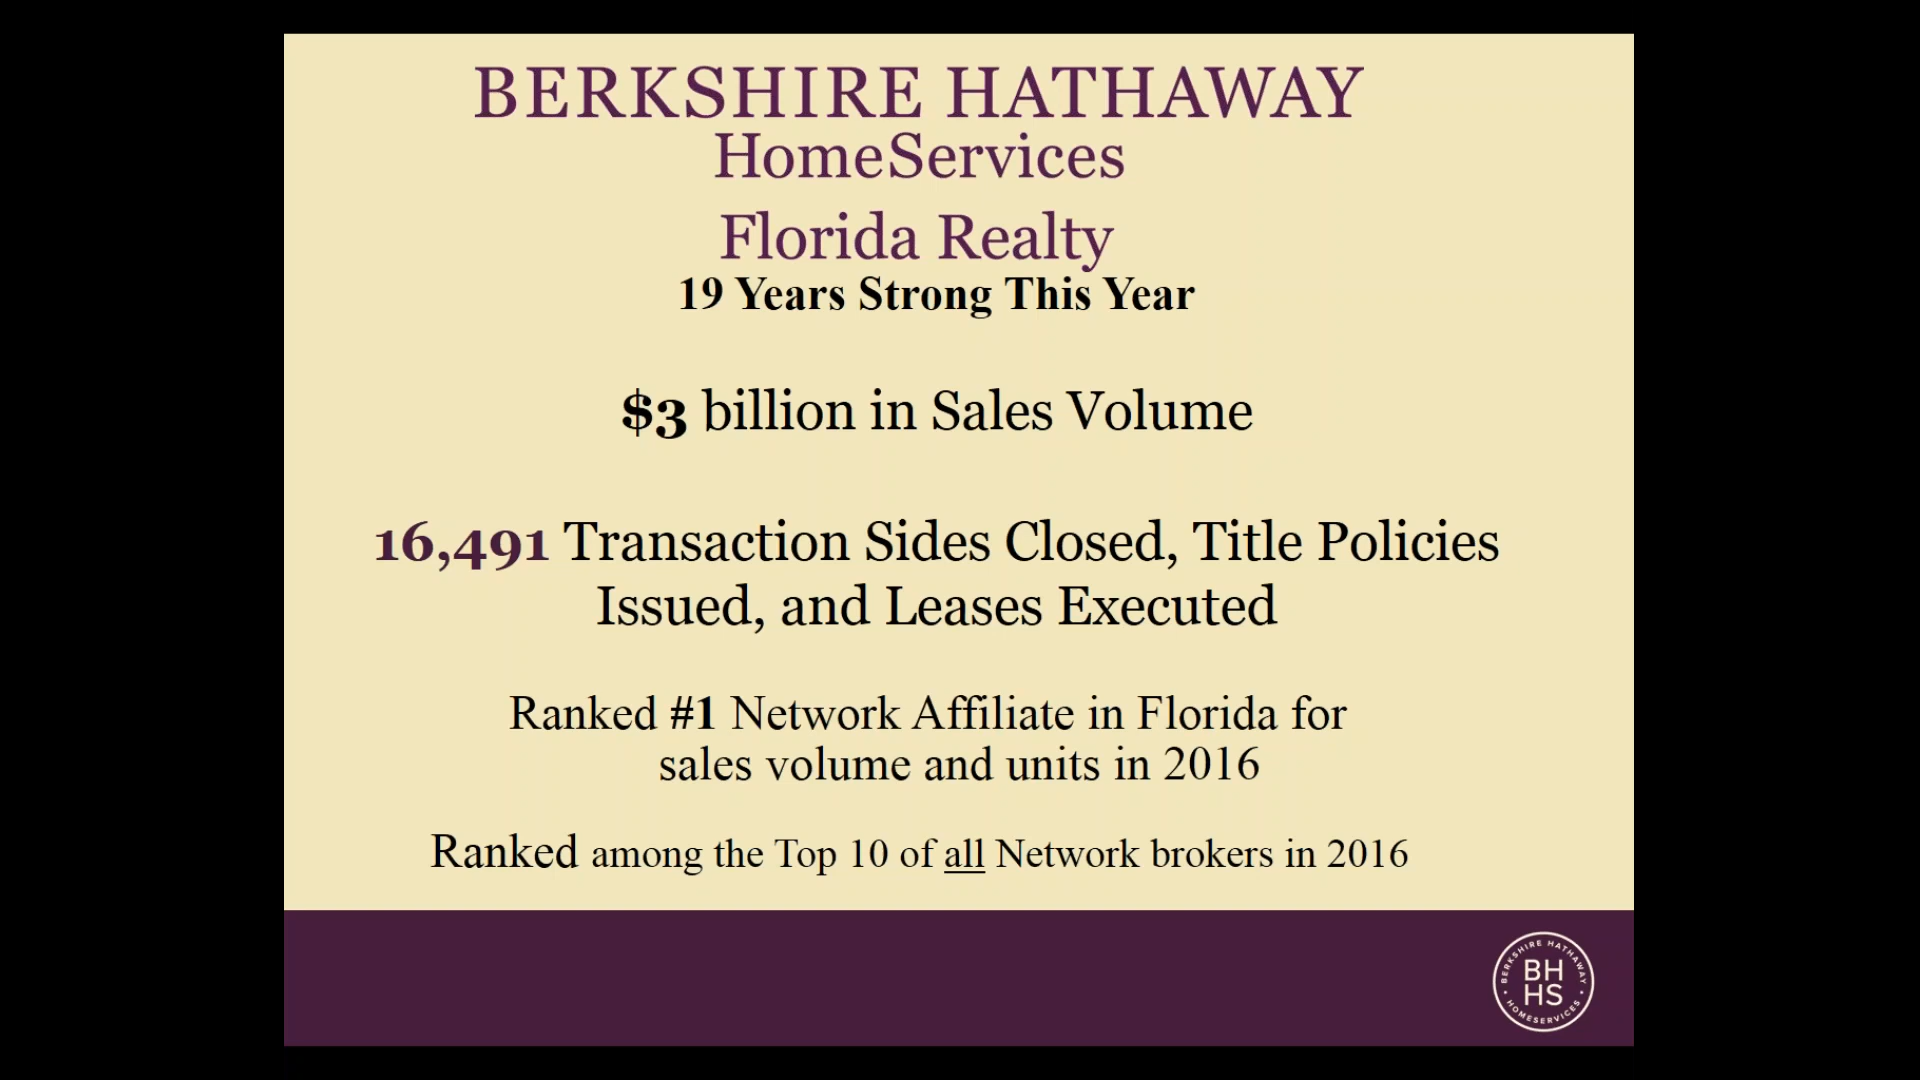 BERKSHIRE HATHAWAY
HomeServices
Florida Realty
19 Years Strong This Year
$3 billion in Sales Volume
16,491 Transaction Sides Closed, Title Policies
Issued, and Leases Executed
Ranked #1 Network Affiliate in Florida for
sales volume and units in 2016
Ranked among the Top 10 of all Network brokers in 2016
BERKSHIRE HATHAWAY
BH
HS
HOMESERVICES